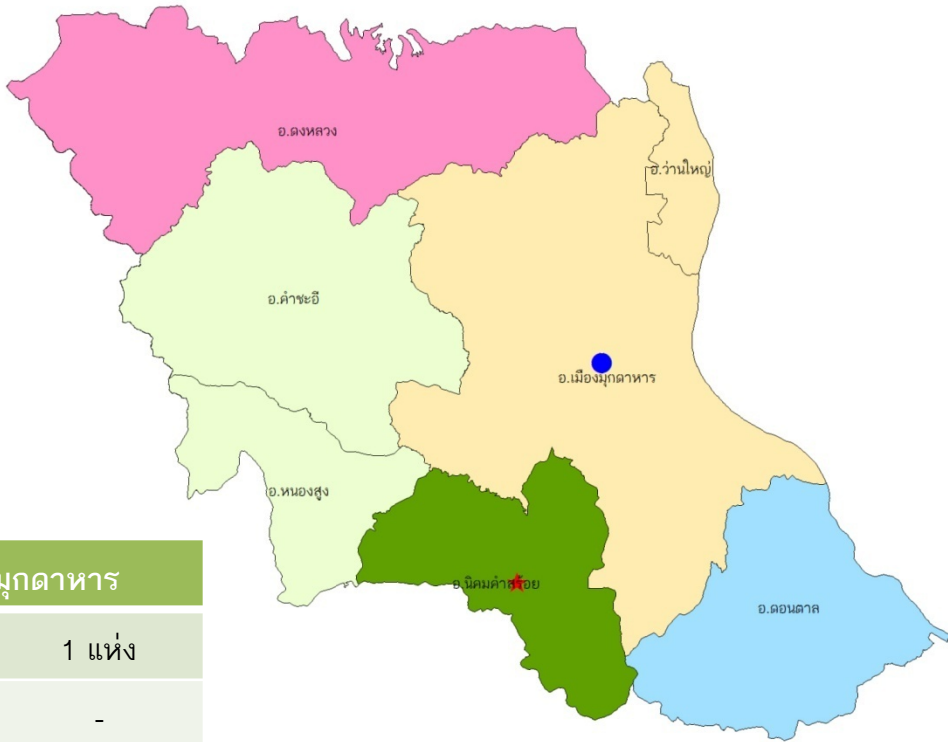 อ.ดงหลวง
อ.ว่านใหญ่
อ.คำชะอี
อ.เมืองมุกดาหาร
อ.หนองสูง
อ.นิคมคำสร้อย
อ.ดอนตาล
มุกดาหาร
1 แห่ง
-